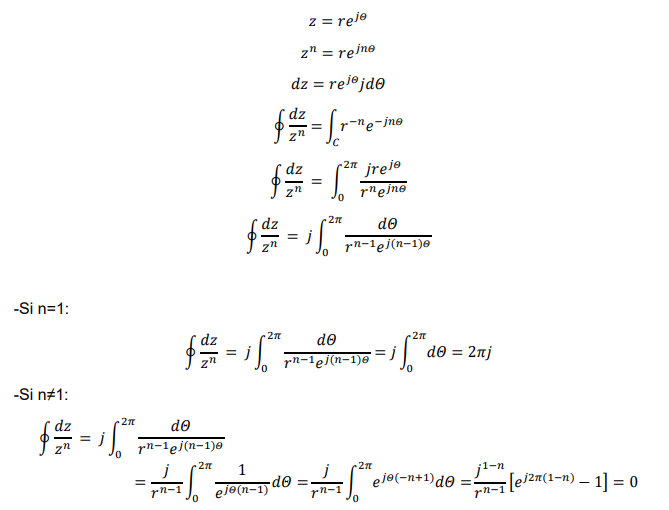 z = re^{jθ}
z^n = re^{jnθ}
dz = re^{jθ}jdθ
∮ dz/z^n = ∫_C r^{-n}e^{-jnθ}
∮ dz/z^n = ∫_0^{2π} jre^{jθ}/r^n e^{jnθ}
∮ dz/z^n = j ∫_0^{2π} dθ/r^{n-1}e^{j(n-1)θ}
-Si n=1:
∮ dz/z^n = j ∫_0^{2π} dθ/r^{n-1}e^{j(n-1)θ} = j ∫_0^{2π} dθ = 2πj
-Si n≠1:
∮ dz/z^n = j ∫_0^{2π} dθ/r^{n-1}e^{j(n-1)θ}
= j/r^{n-1} ∫_0^{2π} 1/e^{jθ(n-1)} dθ = j/r^{n-1} ∫_0^{2π} e^{jθ(-n+1)}dθ = j^{1-n}/r^{n-1} [e^{j2π(1-n)} − 1] = 0